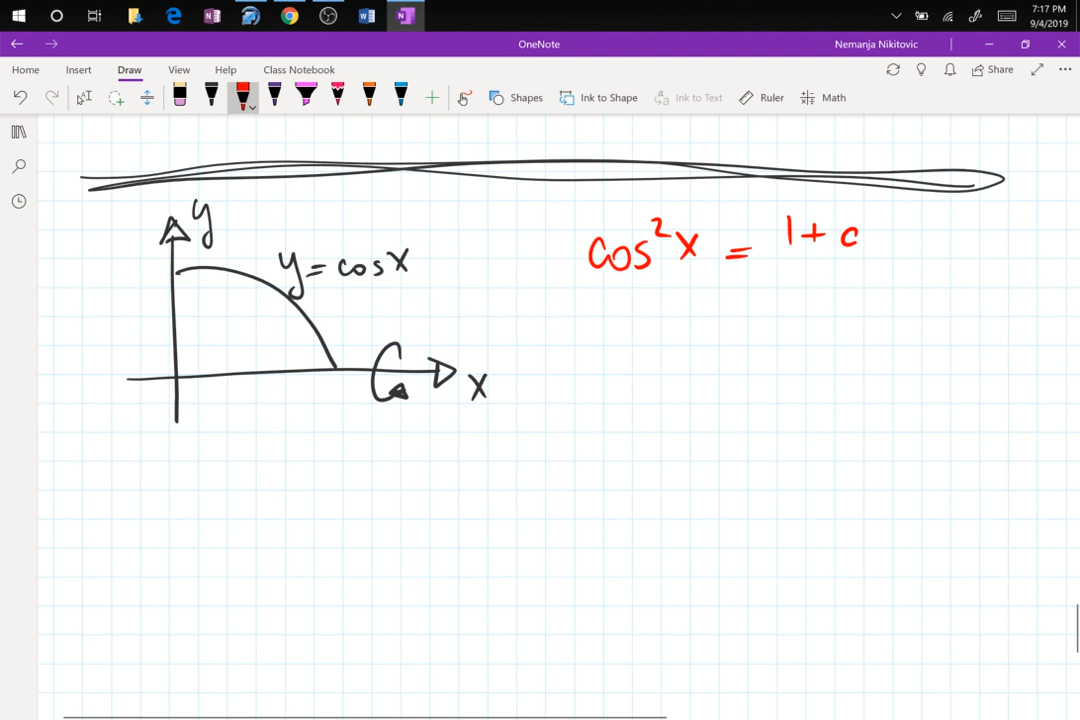 7:17 PM
9/4/2019
OneNote
Nemanja Nikitovic
Home Insert Draw View Help Class Notebook
Share
Shapes Ink to Shape Ink to Text Ruler Math
y
y = cos x
x
cos²x = 1 + c